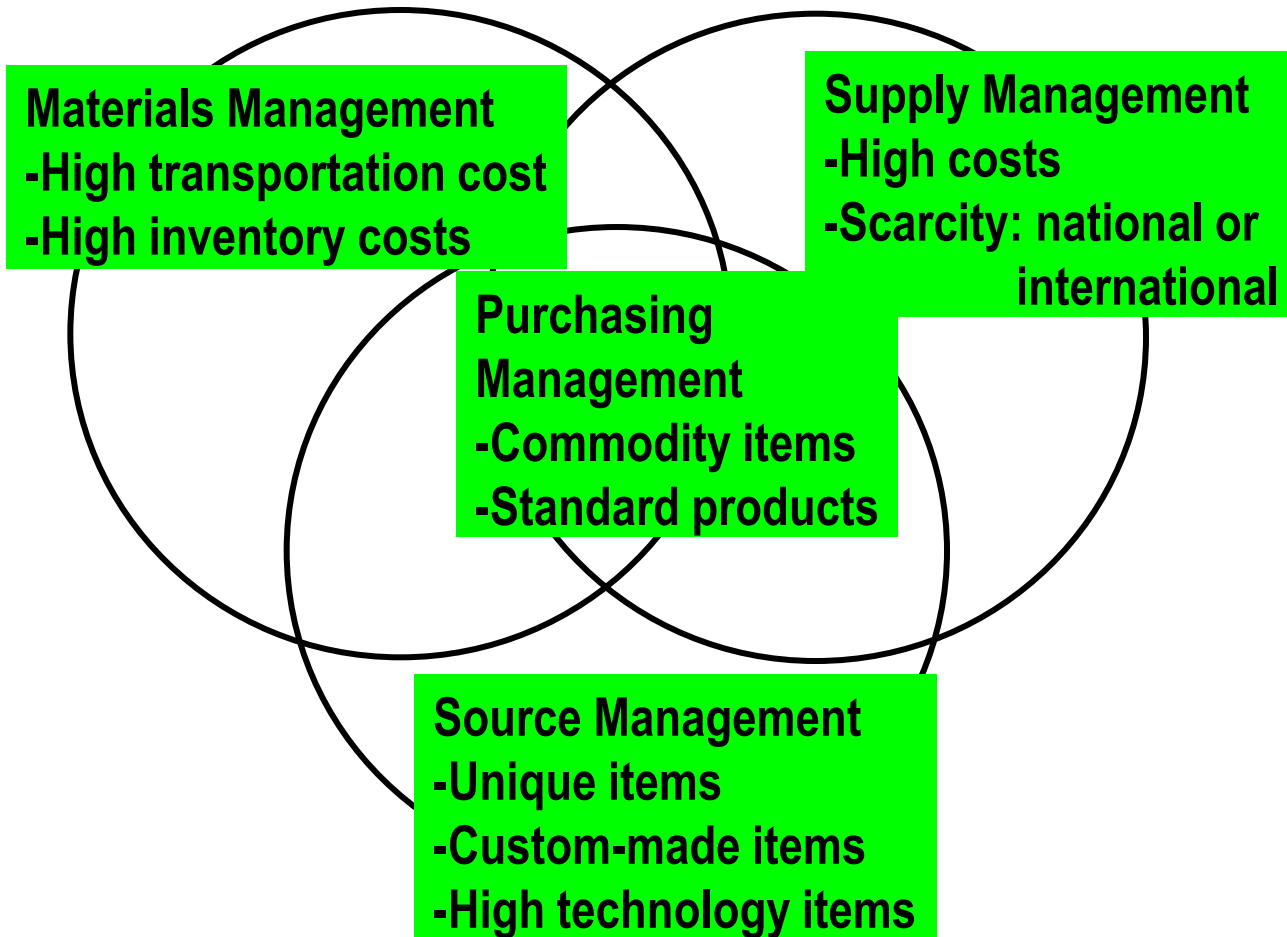 Materials Management
-High transportation cost
-High inventory costs
Supply Management
-High costs
-Scarcity: national or
international
Purchasing
Management
-Commodity items
-Standard products
Source Management
-Unique items
-Custom-made items
-High technology items